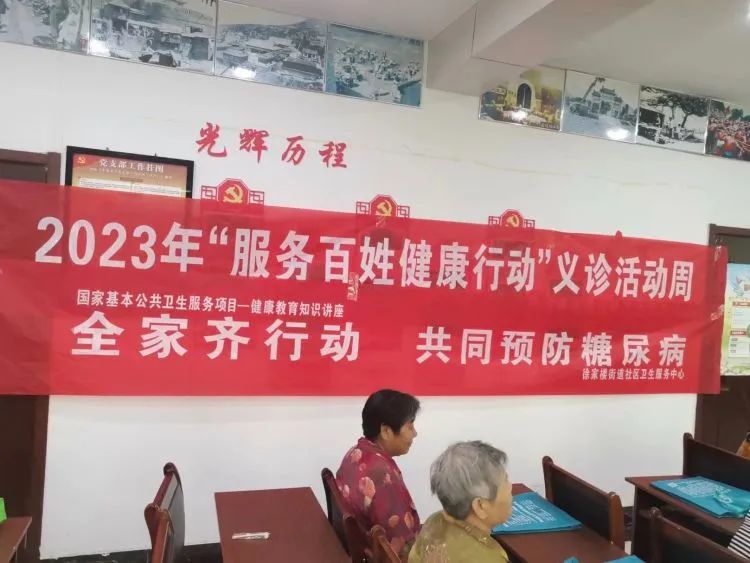 光辉历程
党支部工作挂图
2023年“服务百姓健康行动”义诊活动周
国家基本公共卫生服务项目—健康教育知识讲座
全家齐行动 共同预防糖尿病
徐家楼街道社区卫生服务中心